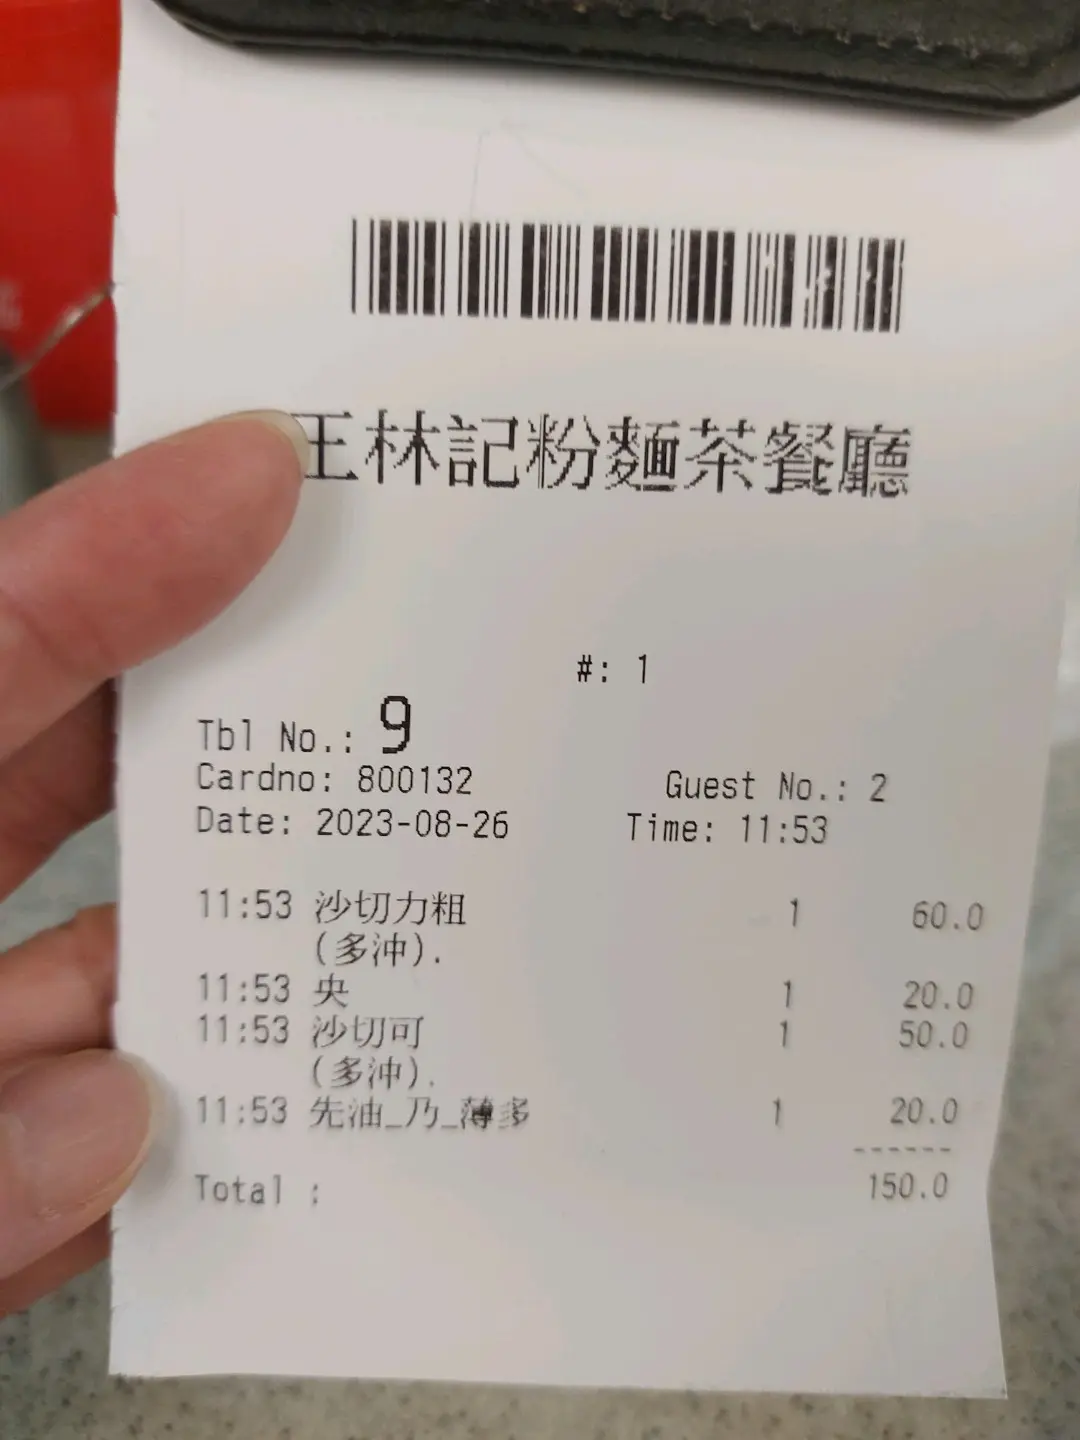 王林記粉麵茶餐廳
#: 1
Tbl No.: 9
Cardno: 800132 Guest No.: 2
Date: 2023-08-26 Time: 11:53
11:53 沙切力粗 1 60.0
(多沖).
11:53 央 1 20.0
11:53 沙切可 1 50.0
(多沖).
11:53 先油_乃_薄多 1 20.0
------
Total : 150.0